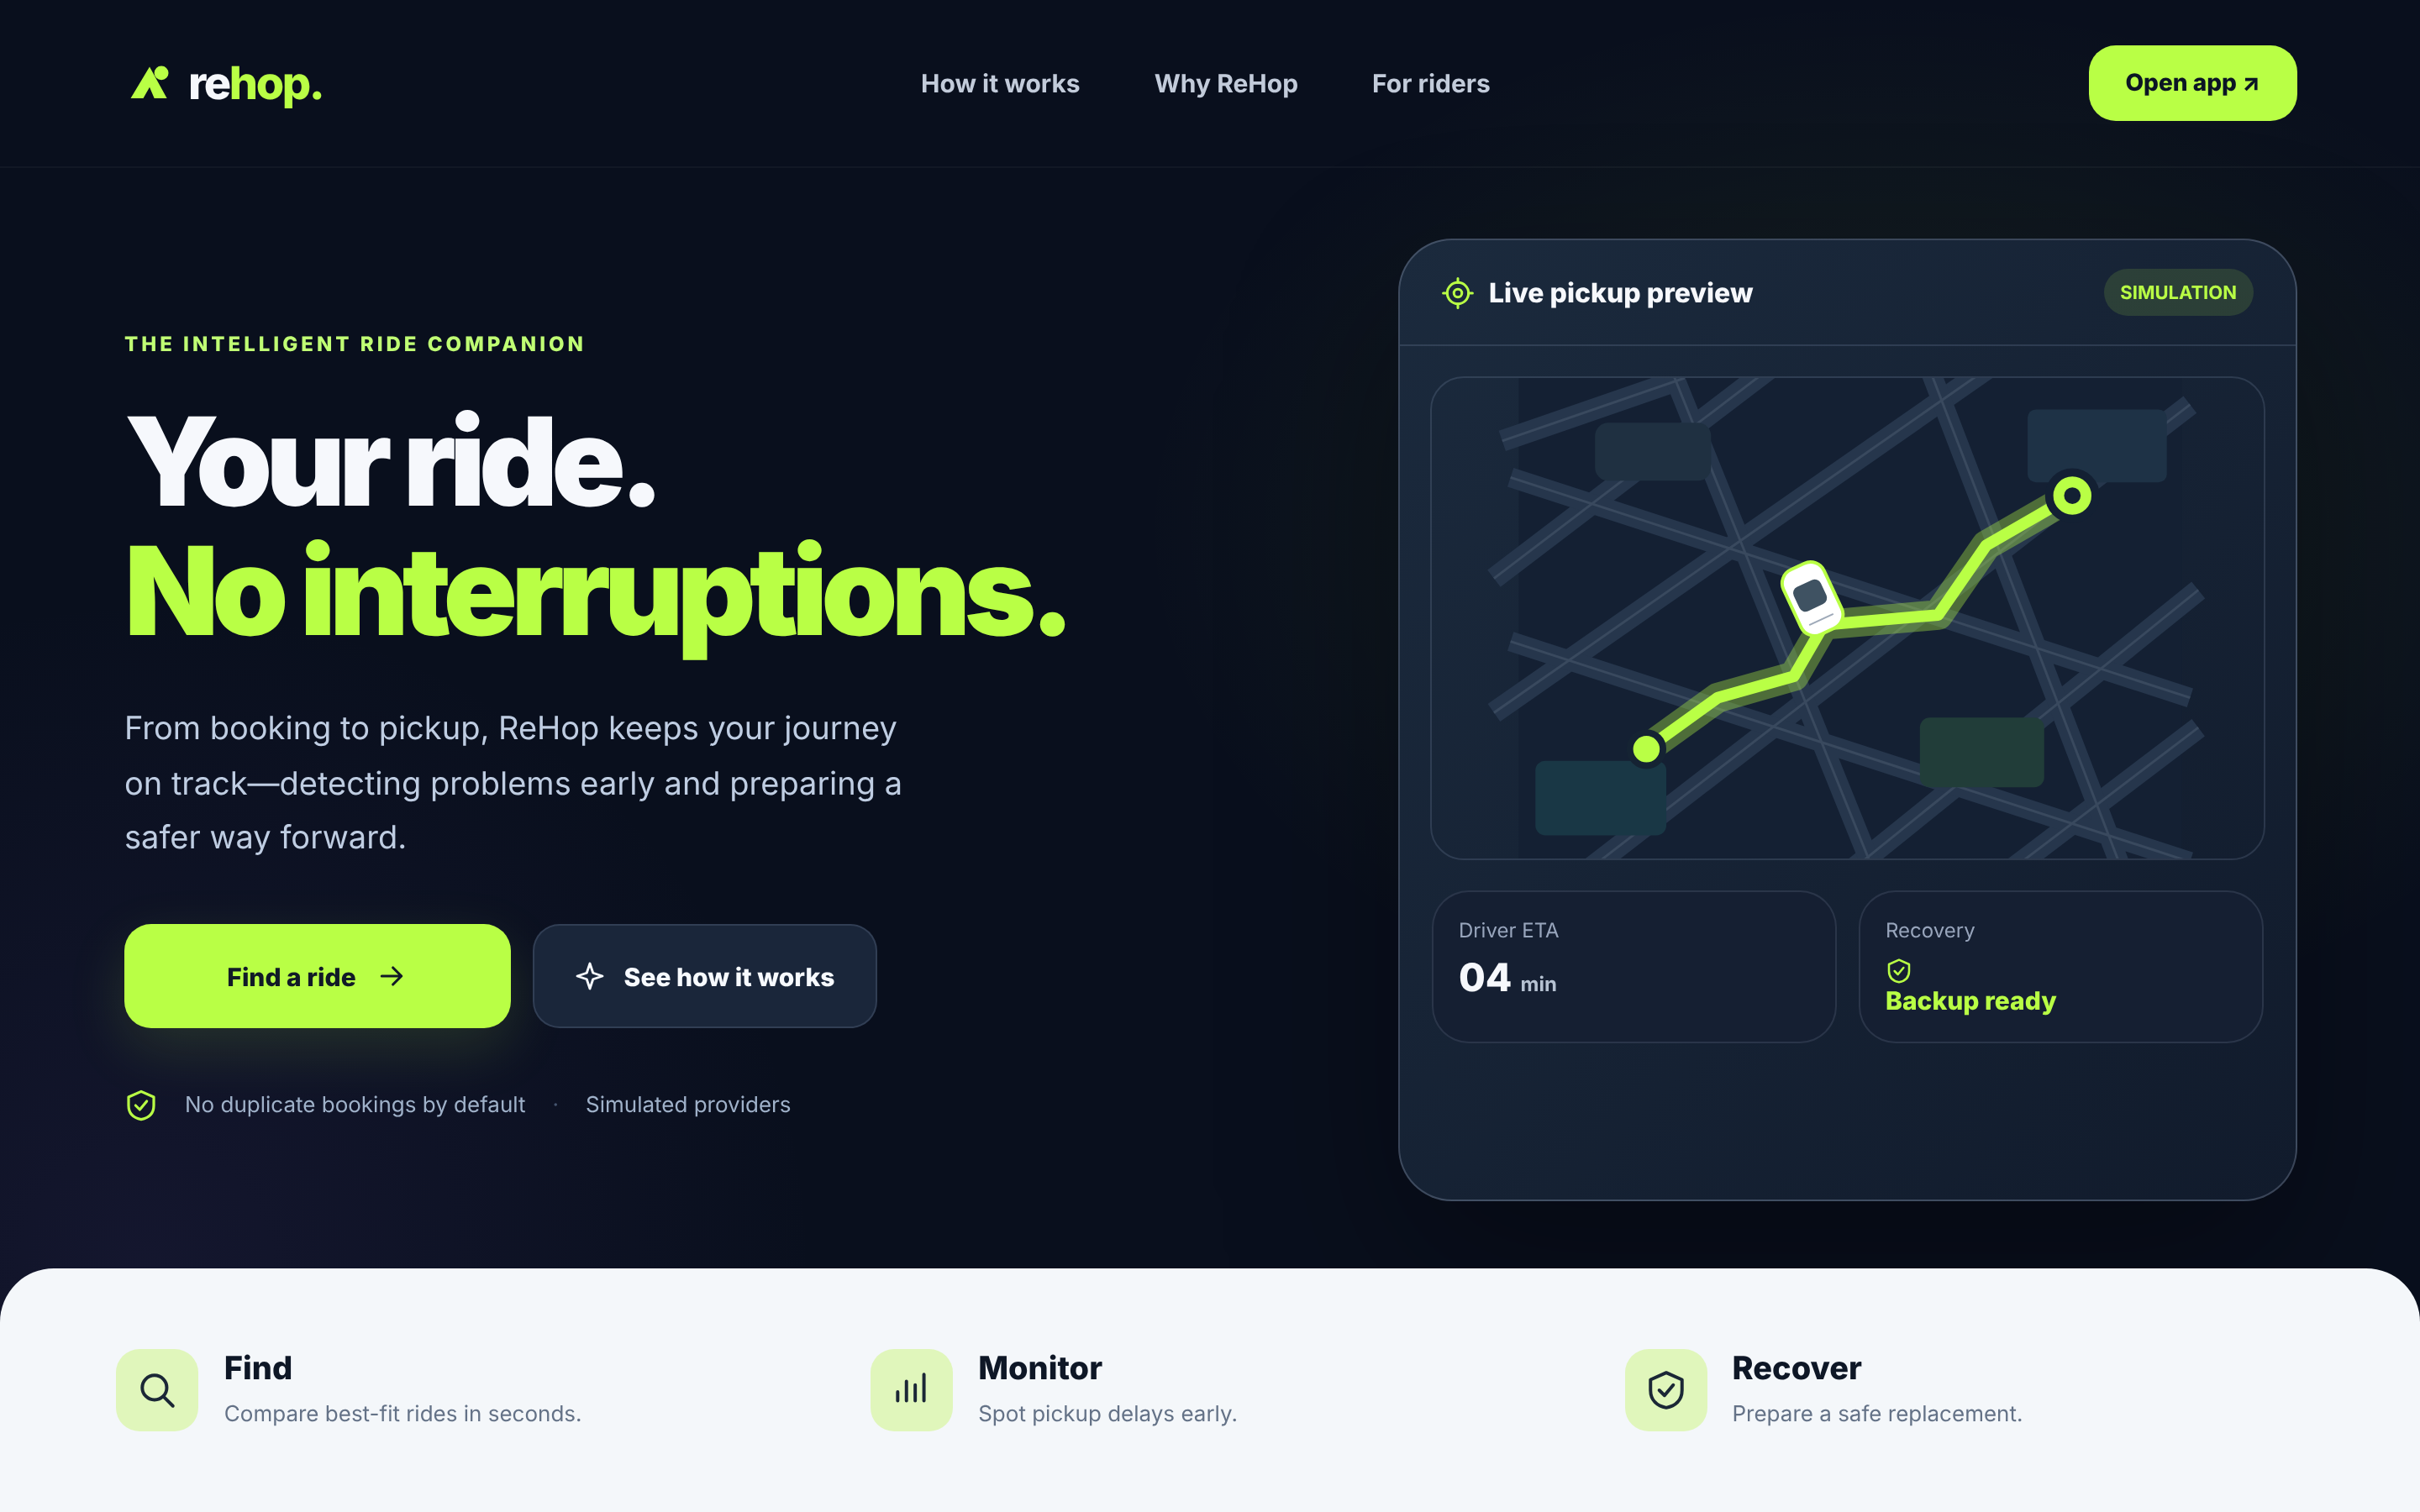 rehop.
How it works
Why ReHop
For riders
Open app ↗
THE INTELLIGENT RIDE COMPANION
Your ride.
No interruptions.
From booking to pickup, ReHop keeps your journey
on track—detecting problems early and preparing a
safer way forward.
Find a ride →
See how it works
No duplicate bookings by default · Simulated providers
Live pickup preview
SIMULATION
Driver ETA
04 min
Recovery
Backup ready
Find
Compare best-fit rides in seconds.
Monitor
Spot pickup delays early.
Recover
Prepare a safe replacement.